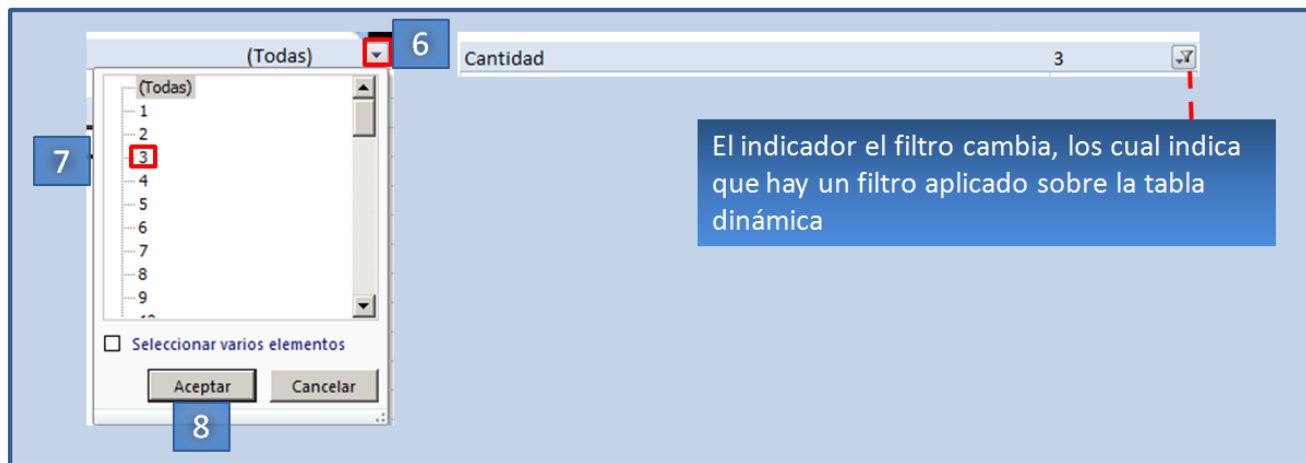 (Todas)
6
(Todas)
1
2
3
4
5
6
7
8
9
7
Seleccionar varios elementos
Aceptar
Cancelar
8
Cantidad
3
El indicador el filtro cambia, los cual indica
que hay un filtro aplicado sobre la tabla
dinámica